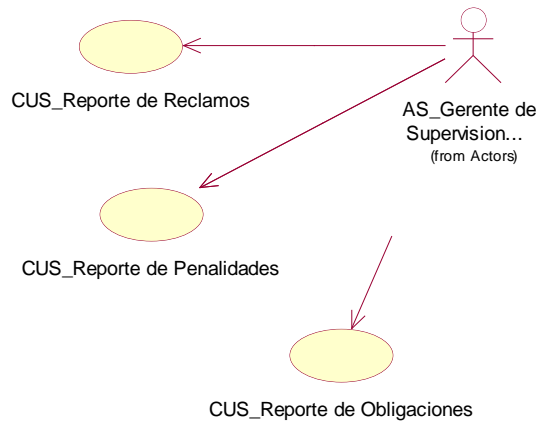 CUS_Reporte de Reclamos
AS_Gerente de
Supervision...
(from Actors)
CUS_Reporte de Penalidades
CUS_Reporte de Obligaciones